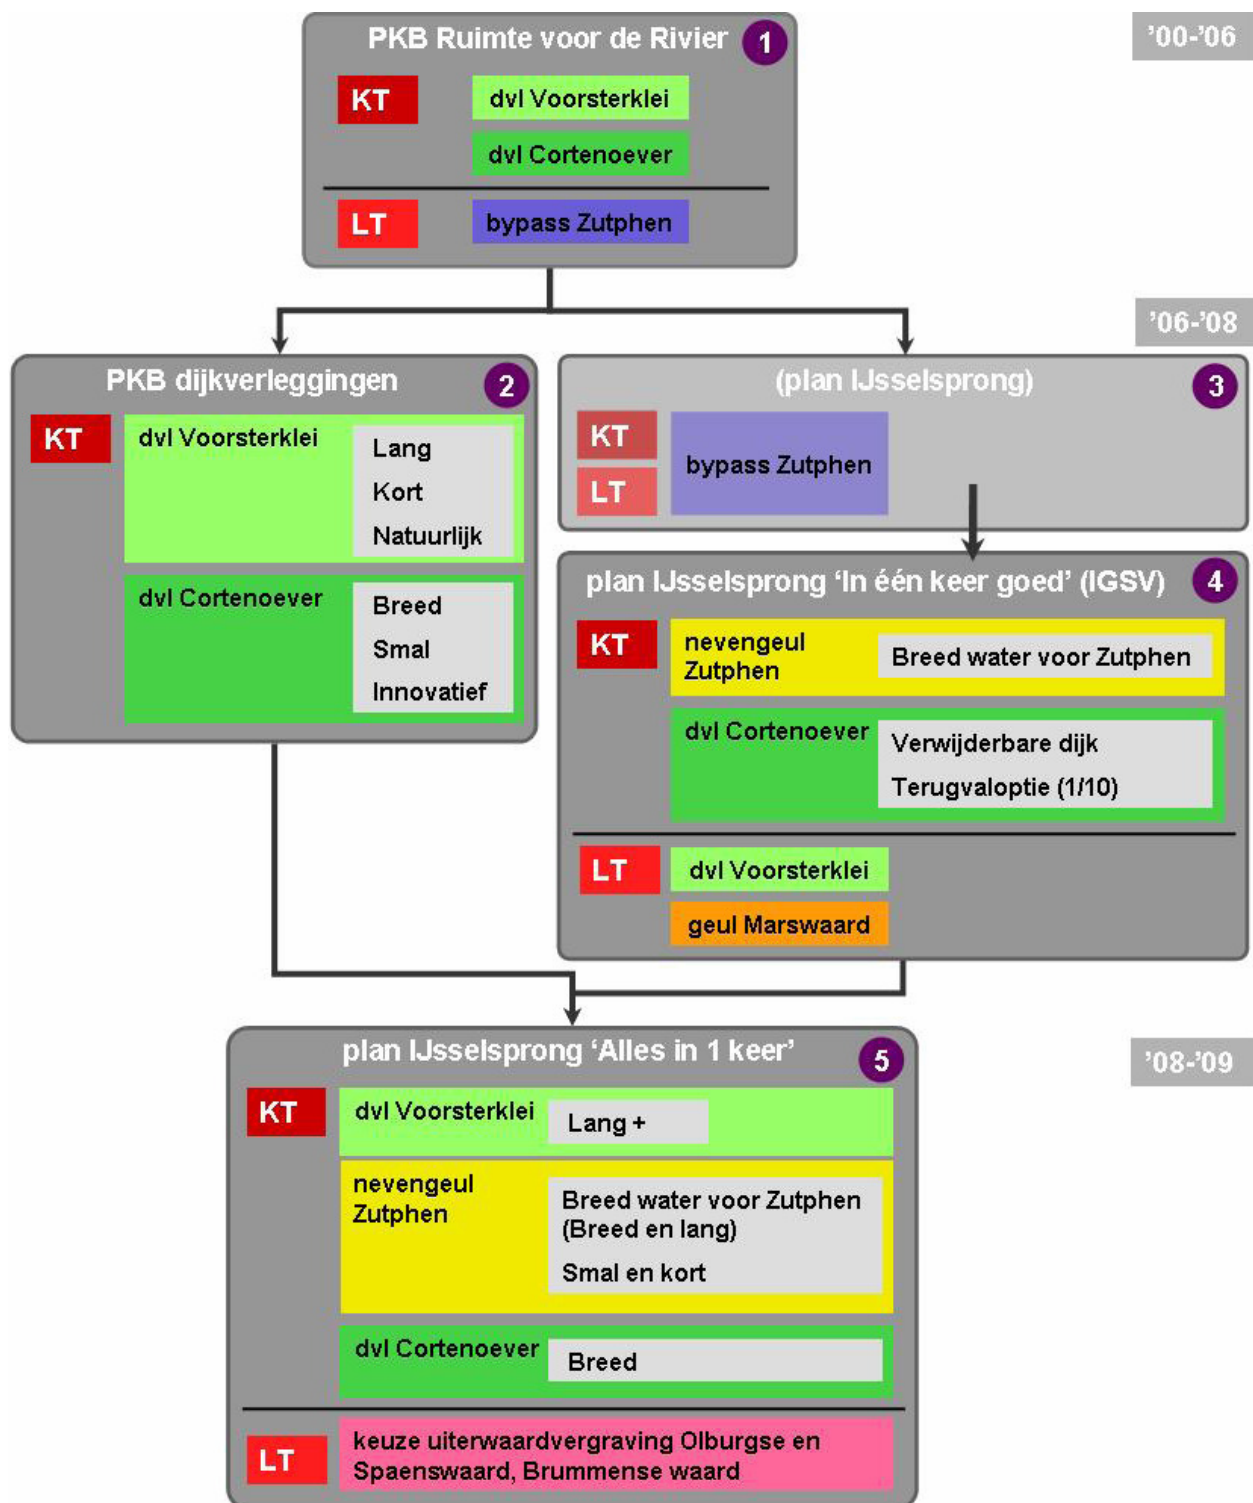 PKB Ruimte voor de Rivier 1
'00-'06
KT
dvl Voorsterklei
dvl Cortenoever
LT
bypass Zutphen
'06-'08
PKB dijkverleggingen 2
KT
dvl Voorsterklei
Lang
Kort
Natuurlijk
dvl Cortenoever
Breed
Smal
Innovatief
(plan IJsselsprong) 3
KT
LT
bypass Zutphen
plan IJsselsprong 'In één keer goed' (IGSV) 4
KT
nevengeul
Zutphen
Breed water voor Zutphen
dvl Cortenoever
Verwijderbare dijk
Terugvaloptie (1/10)
LT
dvl Voorsterklei
geul Marswaard
plan IJsselsprong 'Alles in 1 keer' 5
'08-'09
KT
dvl Voorsterklei
Lang +
nevengeul
Zutphen
Breed water voor Zutphen
(Breed en lang)
Smal en kort
dvl Cortenoever
Breed
LT
keuze uiterwaardvergraving Olburgse en
Spaenswaard, Brummense waard